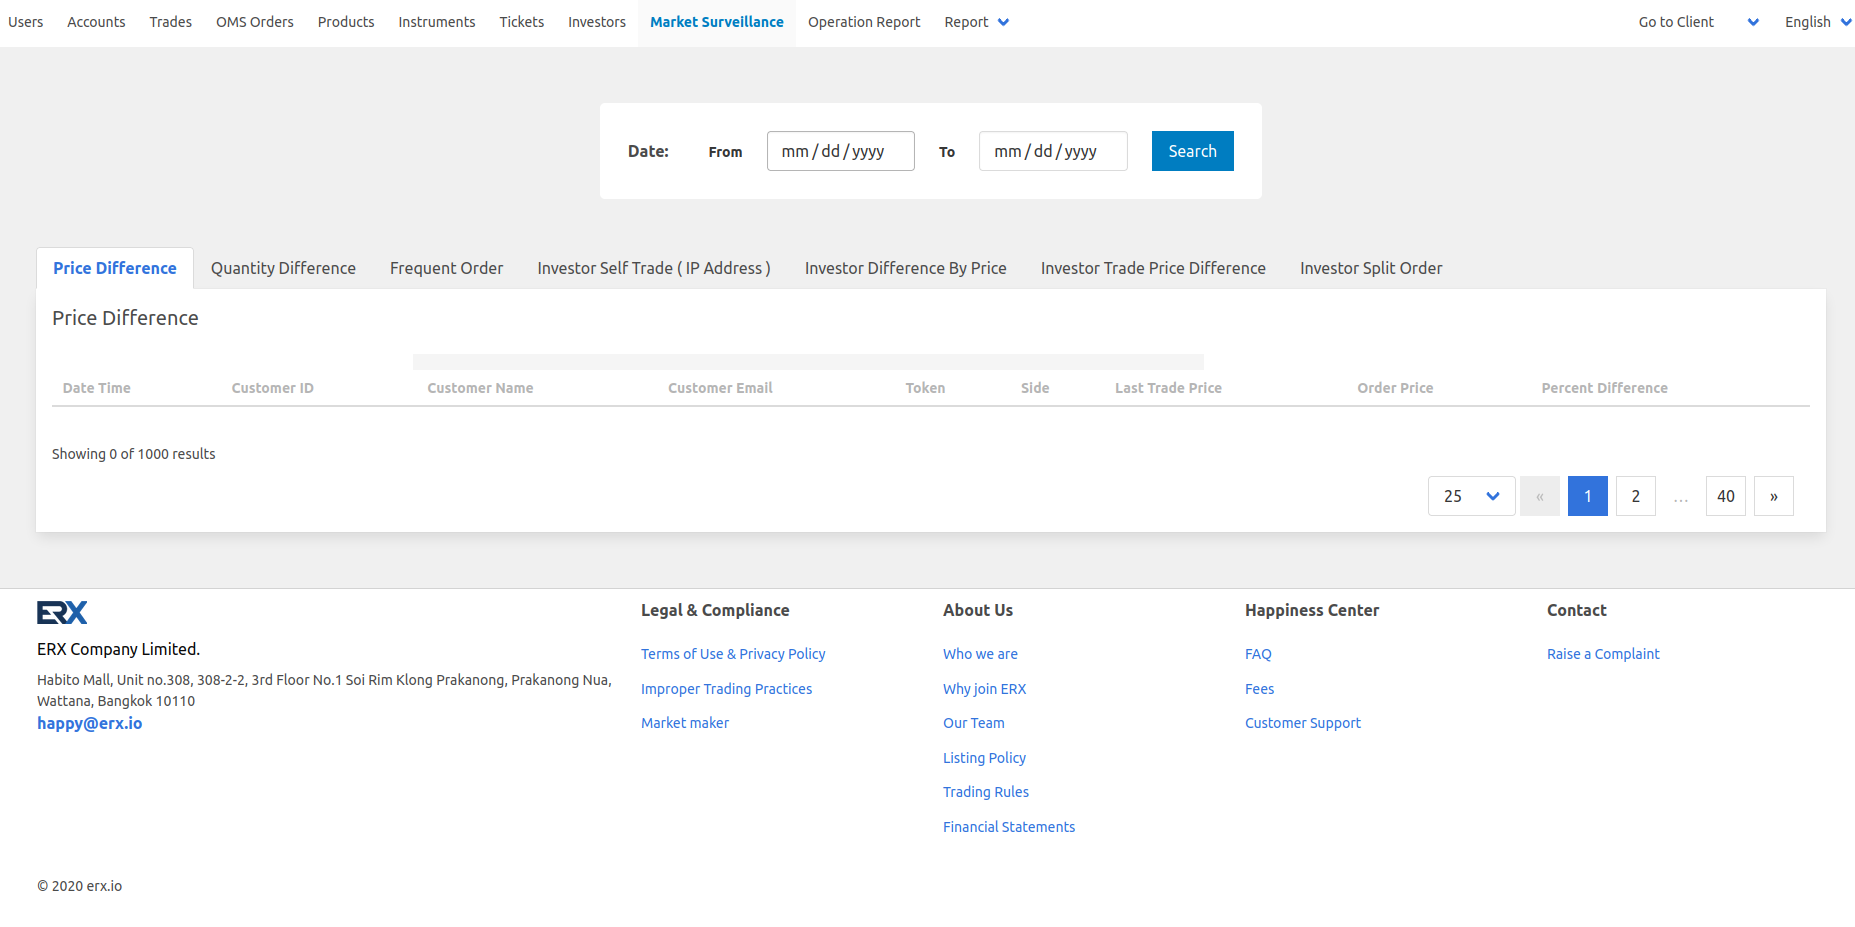 Users Accounts Trades OMS Orders Products Instruments Tickets Investors Market Surveillance Operation Report Report Go to Client English
Date: From mm/dd/yyyy To mm/dd/yyyy Search
Price Difference Quantity Difference Frequent Order Investor Self Trade ( IP Address ) Investor Difference By Price Investor Trade Price Difference Investor Split Order
Price Difference
Date Time Customer ID Customer Name Customer Email Token Side Last Trade Price Order Price Percent Difference
Showing 0 of 1000 results
25 « 1 2 … 40 »
ERX
ERX Company Limited.
Habito Mall, Unit no.308, 308-2-2, 3rd Floor No.1 Soi Rim Klong Prakanong, Prakanong Nua,
Wattana, Bangkok 10110
happy@erx.io
Legal & Compliance
Terms of Use & Privacy Policy
Improper Trading Practices
Market maker
About Us
Who we are
Why join ERX
Our Team
Listing Policy
Trading Rules
Financial Statements
Happiness Center
FAQ
Fees
Customer Support
Contact
Raise a Complaint
© 2020 erx.io